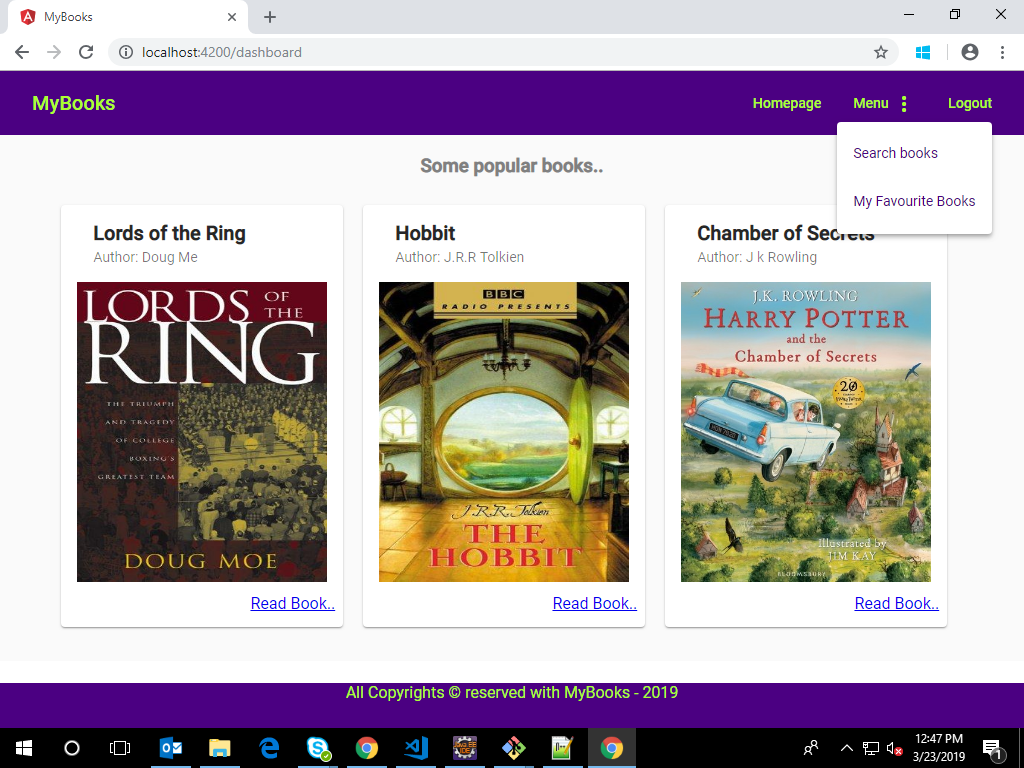 MyBooks
localhost:4200/dashboard
MyBooks
Homepage
Menu
Logout
Search books
My Favourite Books
Some popular books..
Lords of the Ring
Author: Doug Me
LORDS OF THE
RING
THE TRIUMPH
AND TRAGEDY
OF COLLEGE
BOXING'S
GREATEST TEAM
DOUG MOE
Read Book..
Hobbit
Author: J.R.R Tolkien
BBC
RADIO PRESENTS
J.R.R. Tolkien
THE
HOBBIT
Read Book..
Chamber of Secrets
Author: J k Rowling
J.K. ROWLING
HARRY POTTER
and the
Chamber of Secrets
20
Illustrated by
JIM KAY
BLOOMSBURY
Read Book..
All Copyrights © reserved with MyBooks - 2019
12:47 PM
3/23/2019
1